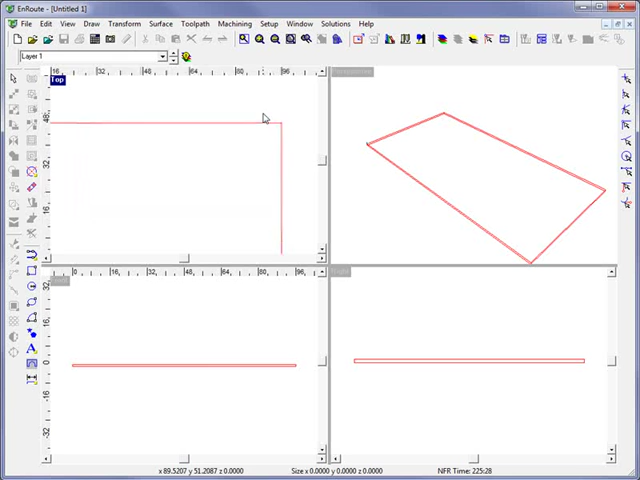 EnRoute - [Untitled 1]
File Edit View Draw Transform Surface Toolpath Machining Setup Window Solutions Help
Layer 1
16 32 48 64 80 96
Top
48
32
16
0 16 32 48 64 80 96
32
16
0
-16
-32
x 89.5207 y 51.2087 z 0.0000 Size x 0.0000 y 0.0000 z 0.0000 NFR Time: 225:28